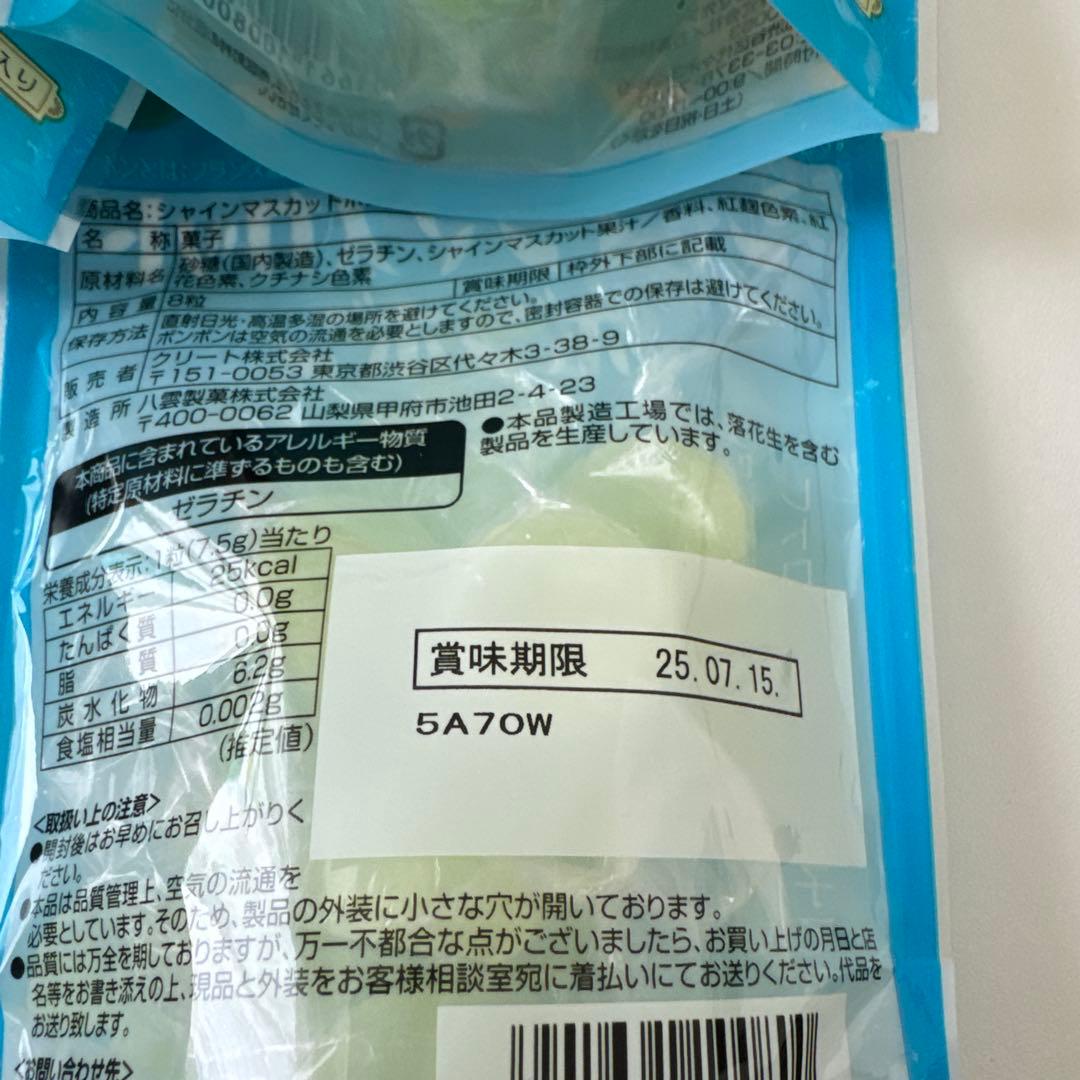 入り
(土日・祝日を除く)
商品名:シャインマスカット
名称 菓子
原材料名 砂糖(国内製造)、ゼラチン、シャインマスカット果汁/香料、紅麹色素、紅
花色素、クチナシ色素
内容量 8粒 賞味期限 枠外下部に記載
保存方法 直射日光・高温多湿の場所を避けてください。
ボンボンは空気の流通を必要としますので、密封容器での保存は避けてください。
販売者 クリート株式会社
〒151-0053 東京都渋谷区代々木3-38-9
製造所 八雲製菓株式会社
〒400-0062 山梨県甲府市池田2-4-23
本商品に含まれているアレルギー物質
(特定原材料に準ずるものも含む)
ゼラチン
●本品製造工場では、落花生を含む
製品を生産しています。
栄養成分表示:1粒(7.5g)当たり
エネルギー 25kcal
たんぱく質 0.0g
脂質 0.0g
炭水化物 6.2g
食塩相当量 0.002g
(推定値)
賞味期限 25.07.15.
5A70W
<取扱い上の注意>
●開封後はお早めにお召し上がりく
ださい。
●本品は品質管理上、空気の流通を
必要としています。そのため、製品の外装に小さな穴が開いております。
●品質には万全を期しておりますが、万一不都合な点がございましたら、お買い上げの月日と店
名等をお書き添えの上、現品と外装をお客様相談室宛に着払いにてお送りください。代品を
お送り致します。
<お問い合わせ先>